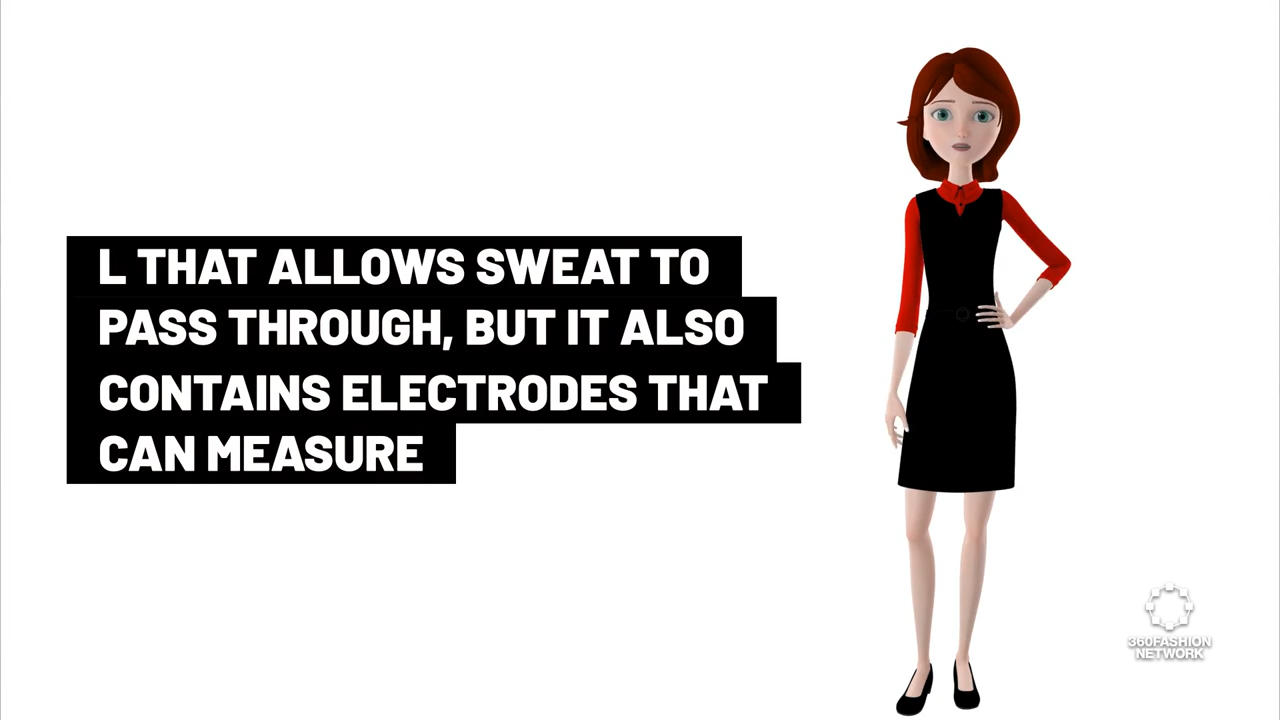 L THAT ALLOWS SWEAT TO
PASS THROUGH, BUT IT ALSO
CONTAINS ELECTRODES THAT
CAN MEASURE
360FASHION
NETWORK